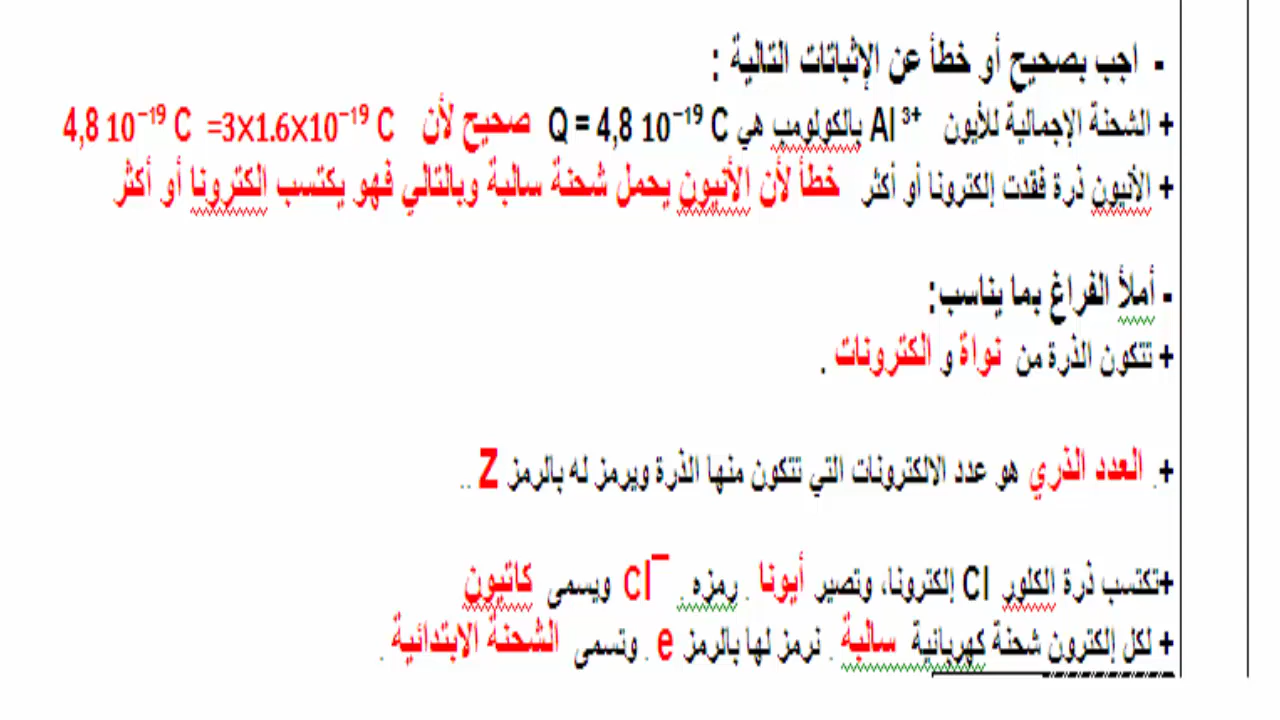 - اجب بصحيح أو خطأ عن الإثباتات التالية :
+ الشحنة الإجمالية للأيون Al ³⁺ بالكولومب هي Q = 4,8 10⁻¹⁹ C صحيح لأن 4,8 10⁻¹⁹ C =3X1.6X10⁻¹⁹ C
+ الأنيون ذرة فقدت إلكترونا أو أكثر خطأ لأن الأنيون يحمل شحنة سالبة وبالتالي فهو يكتسب الكترونا أو أكثر
- أملأ الفراغ بما يناسب:
+ تتكون الذرة من نواة و الكترونات .
+. العدد الذري هو عدد الالكترونات التي تتكون منها الذرة ويرمز له بالرمز Z ..
+تكتسب ذرة الكلور Cl إلكترونا، وتصير أيونا . رمزه . Cl⁻ ويسمى كاتيون
+ لكل إلكترون شحنة كهربائية سالبة . نرمز لها بالرمز e . وتسمى الشحنة الابتدائية .